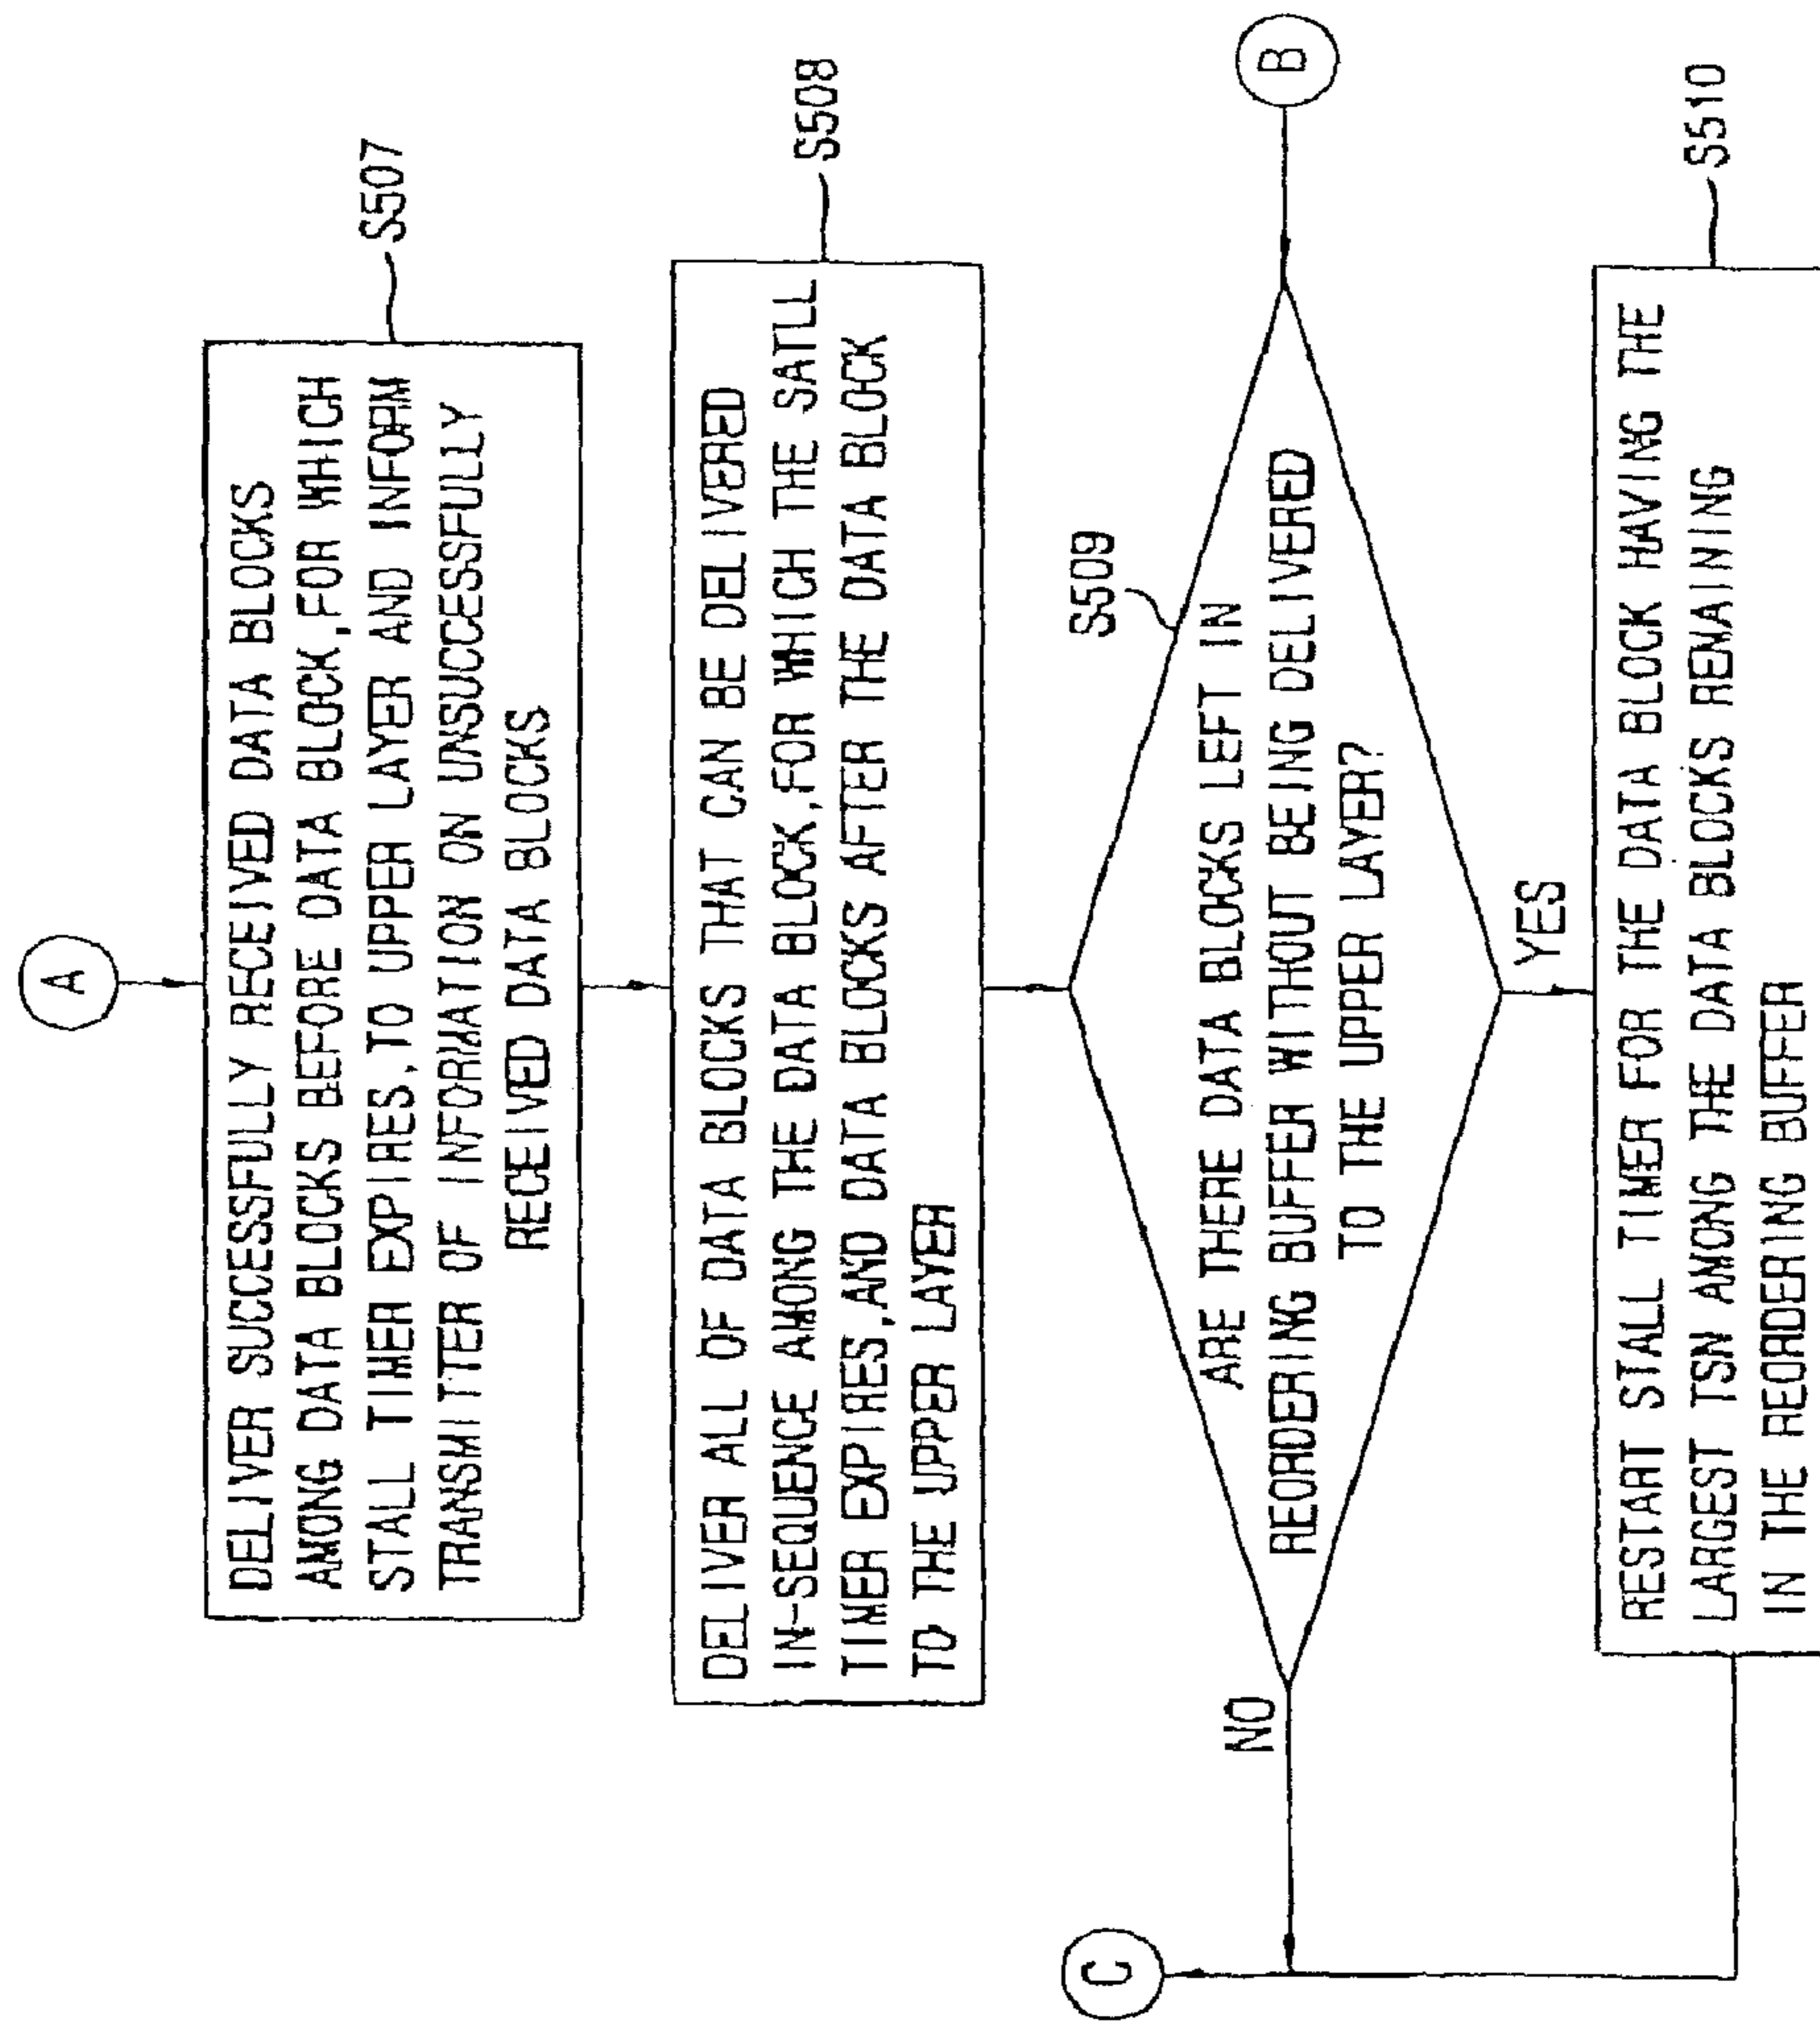 A
DELIVER SUCCESSFULLY RECEIVED DATA BLOCKS
AMONG DATA BLOCKS BEFORE DATA BLOCK,FOR WHICH
STALL TIMER EXPIRES,TO UPPER LAYER AND INFORM
TRANSMITTER OF INFORMATION ON UNSUCCESSFULLY
RECEIVED DATA BLOCKS
S507
DELIVER ALL OF DATA BLOCKS THAT CAN BE DELIVERED
IN-SEQUENCE AMONG THE DATA BLOCK,FOR WHICH THE SATLL
TIMER EXPIRES,AND DATA BLOCKS AFTER THE DATA BLOCK
TO THE UPPER LAYER
S508
S509
ARE THERE DATA BLOCKS LEFT IN
REORDERING BUFFER WITHOUT BEING DELIVERED
TO THE UPPER LAYER?
B
NO
C
YES
RESTART STALL TIMER FOR THE DATA BLOCK HAVING THE
LARGEST TSN AMONG THE DATA BLOCKS REMAINING
IN THE REORDERING BUFFER
S510